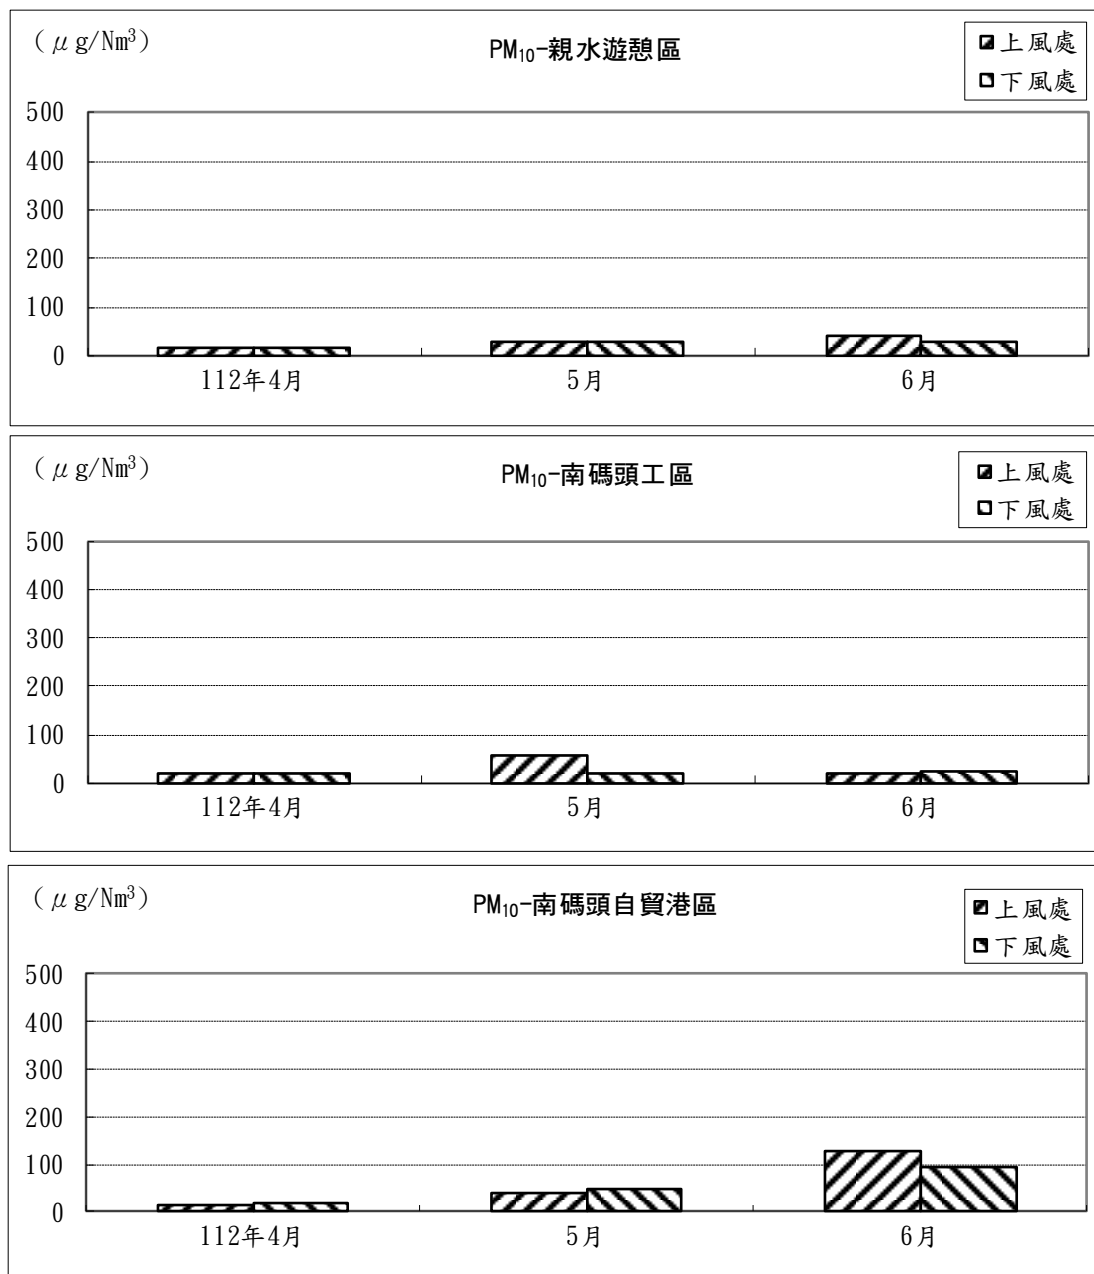 （μg/Nm³）
PM₁₀-親水遊憩區
上風處
下風處
500
400
300
200
100
0
112年4月 5月 6月
（μg/Nm³）
PM₁₀-南碼頭工區
上風處
下風處
500
400
300
200
100
0
112年4月 5月 6月
（μg/Nm³）
PM₁₀-南碼頭自貿港區
上風處
下風處
500
400
300
200
100
0
112年4月 5月 6月